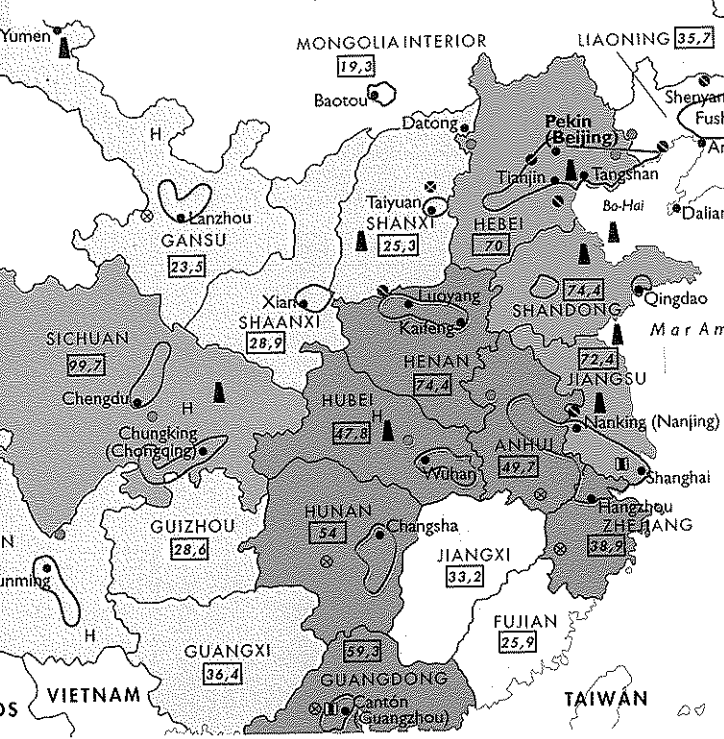 Yumen
MONGOLIA INTERIOR
19,3
LIAONING 35,7
Baotou
Shenyan
Fush
Datong
Pekin
(Beijing)
An
H
Tianjin
Tangshan
Taiyuan
Bo-Hai
Dalian
Lanzhou
SHANXI
25,3
HEBEI
70
GANSU
23,5
Xian
Luoyang
74,4
SHANDONG
Qingdao
SHAANXI
28,9
Kaifeng
Mar Am
SICHUAN
99,7
HENAN
74,4
72,4
JIANGSU
Chengdu
H
HUBEI
H
47,8
Nanking (Nanjing)
Chungking
(Chongqing)
ANHUI
49,7
Wuhan
Shanghai
Hangzhou
GUIZHOU
28,6
HUNAN
54
Changsha
ZHEJIANG
38,9
N
JIANGXI
33,2
unming
FUJIAN
25,9
H
GUANGXI
36,4
59,3
GUANGDONG
OS
VIETNAM
Cantón
(Guangzhou)
TAIWÁN